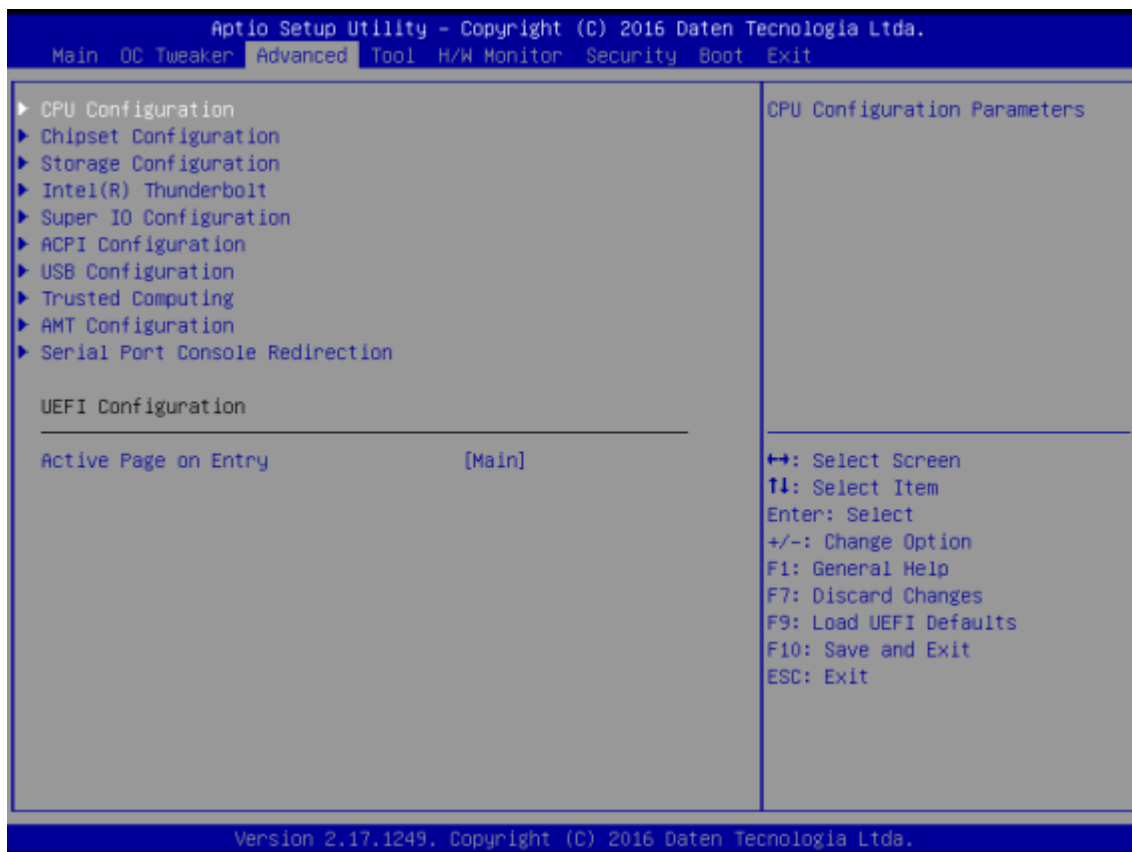 Aptio Setup Utility - Copyright (C) 2016 Daten Tecnologia Ltda.
Main OC Tweaker Advanced Tool H/W Monitor Security Boot Exit
CPU Configuration
Chipset Configuration
Storage Configuration
Intel(R) Thunderbolt
Super IO Configuration
ACPI Configuration
USB Configuration
Trusted Computing
AMT Configuration
Serial Port Console Redirection
UEFI Configuration
Active Page on Entry [Main]
CPU Configuration Parameters
↔: Select Screen
↑↓: Select Item
Enter: Select
+/-: Change Option
F1: General Help
F7: Discard Changes
F9: Load UEFI Defaults
F10: Save and Exit
ESC: Exit
Version 2.17.1249. Copyright (C) 2016 Daten Tecnologia Ltda.